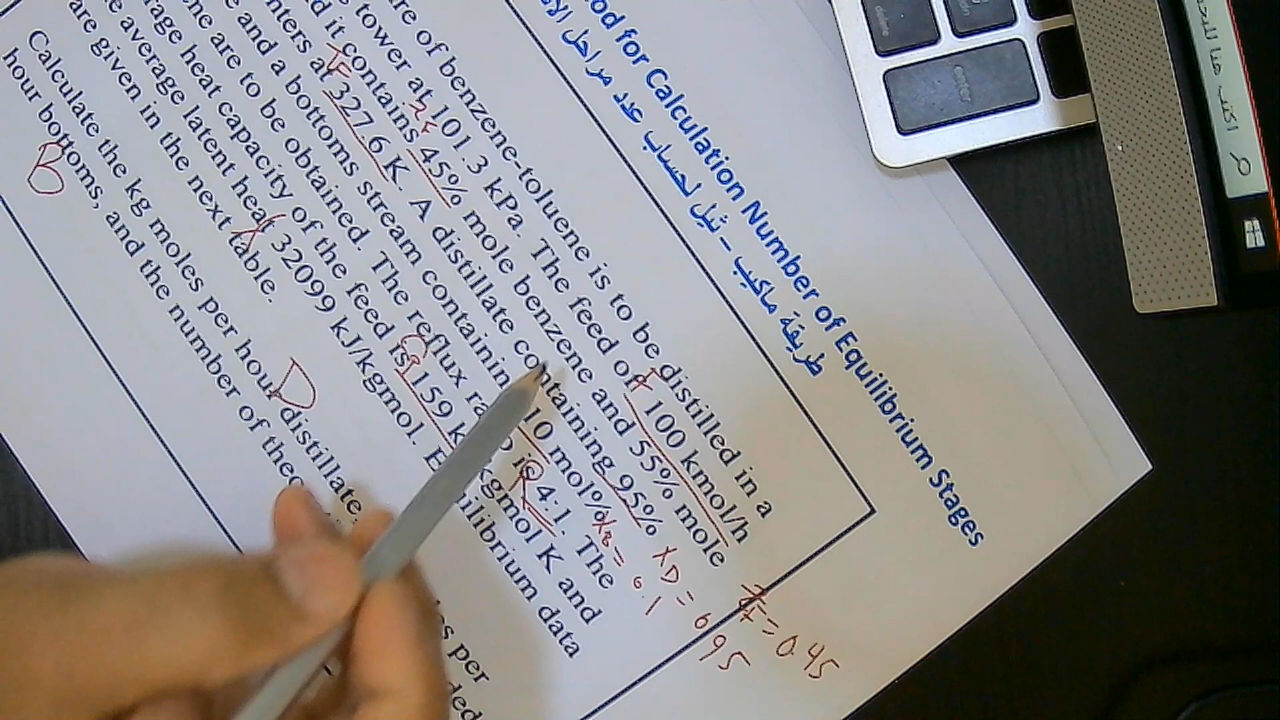 od for Calculation Number of Equilibrium Stages
طريقة ماكيب – ثيل لحساب عدد مراحل
re of benzene-toluene is to be distilled in a
tower at 101.3 kPa. The feed of 100 kmol/h
d it contains 45% mole benzene and 55% mole
nters at 327.6 K. A distillate containing 95%
and a bottoms stream containing 10 mol%
ne are to be obtained. The reflux is 4:1. The
rage heat capacity of the feed is 159 kgmol K and
e average latent heat 32099 kJ/kgmol. Equilibrium data
are given in the next table.
Calculate the kg moles per hour distillate per
hour bottoms, and the number of the
F
zF
TF
zF = 0.45
xD = 0.95
xB = 0.1
R
D
B
delete
enter
اكتب هنا للبحث